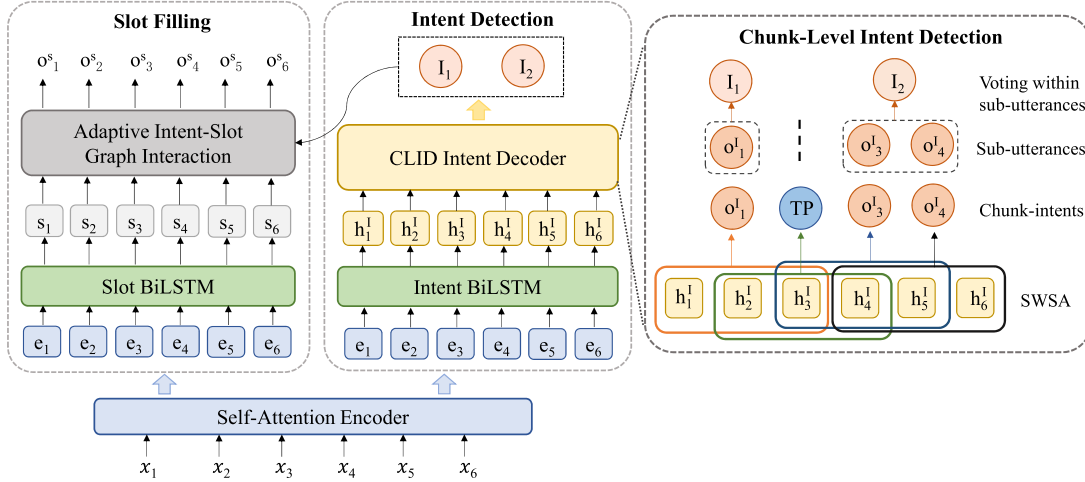 Slot Filling
o^s_1 o^s_2 o^s_3 o^s_4 o^s_5 o^s_6
Adaptive Intent-Slot
Graph Interaction
s_1 s_2 s_3 s_4 s_5 s_6
Slot BiLSTM
e_1 e_2 e_3 e_4 e_5 e_6
Intent Detection
I_1 I_2
CLID Intent Decoder
h^I_1 h^I_2 h^I_3 h^I_4 h^I_5 h^I_6
Intent BiLSTM
e_1 e_2 e_3 e_4 e_5 e_6
Self-Attention Encoder
x_1 x_2 x_3 x_4 x_5 x_6
Chunk-Level Intent Detection
I_1 I_2 Voting within
sub-utterances
o^I_1 o^I_3 o^I_4 Sub-utterances
o^I_1 TP o^I_3 o^I_4 Chunk-intents
h^I_1 h^I_2 h^I_3 h^I_4 h^I_5 h^I_6 SWSA